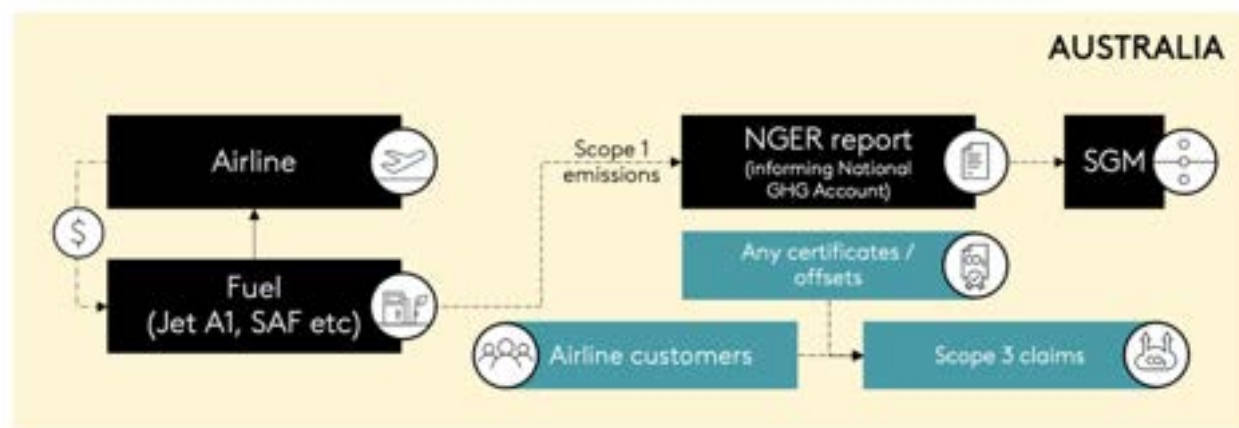 AUSTRALIA
Airline
$
Fuel
(Jet A1, SAF etc)
Scope 1
emissions
NGER report
(informing National
GHG Account)
SGM
Any certificates /
offsets
Airline customers
Scope 3 claims
CO₂